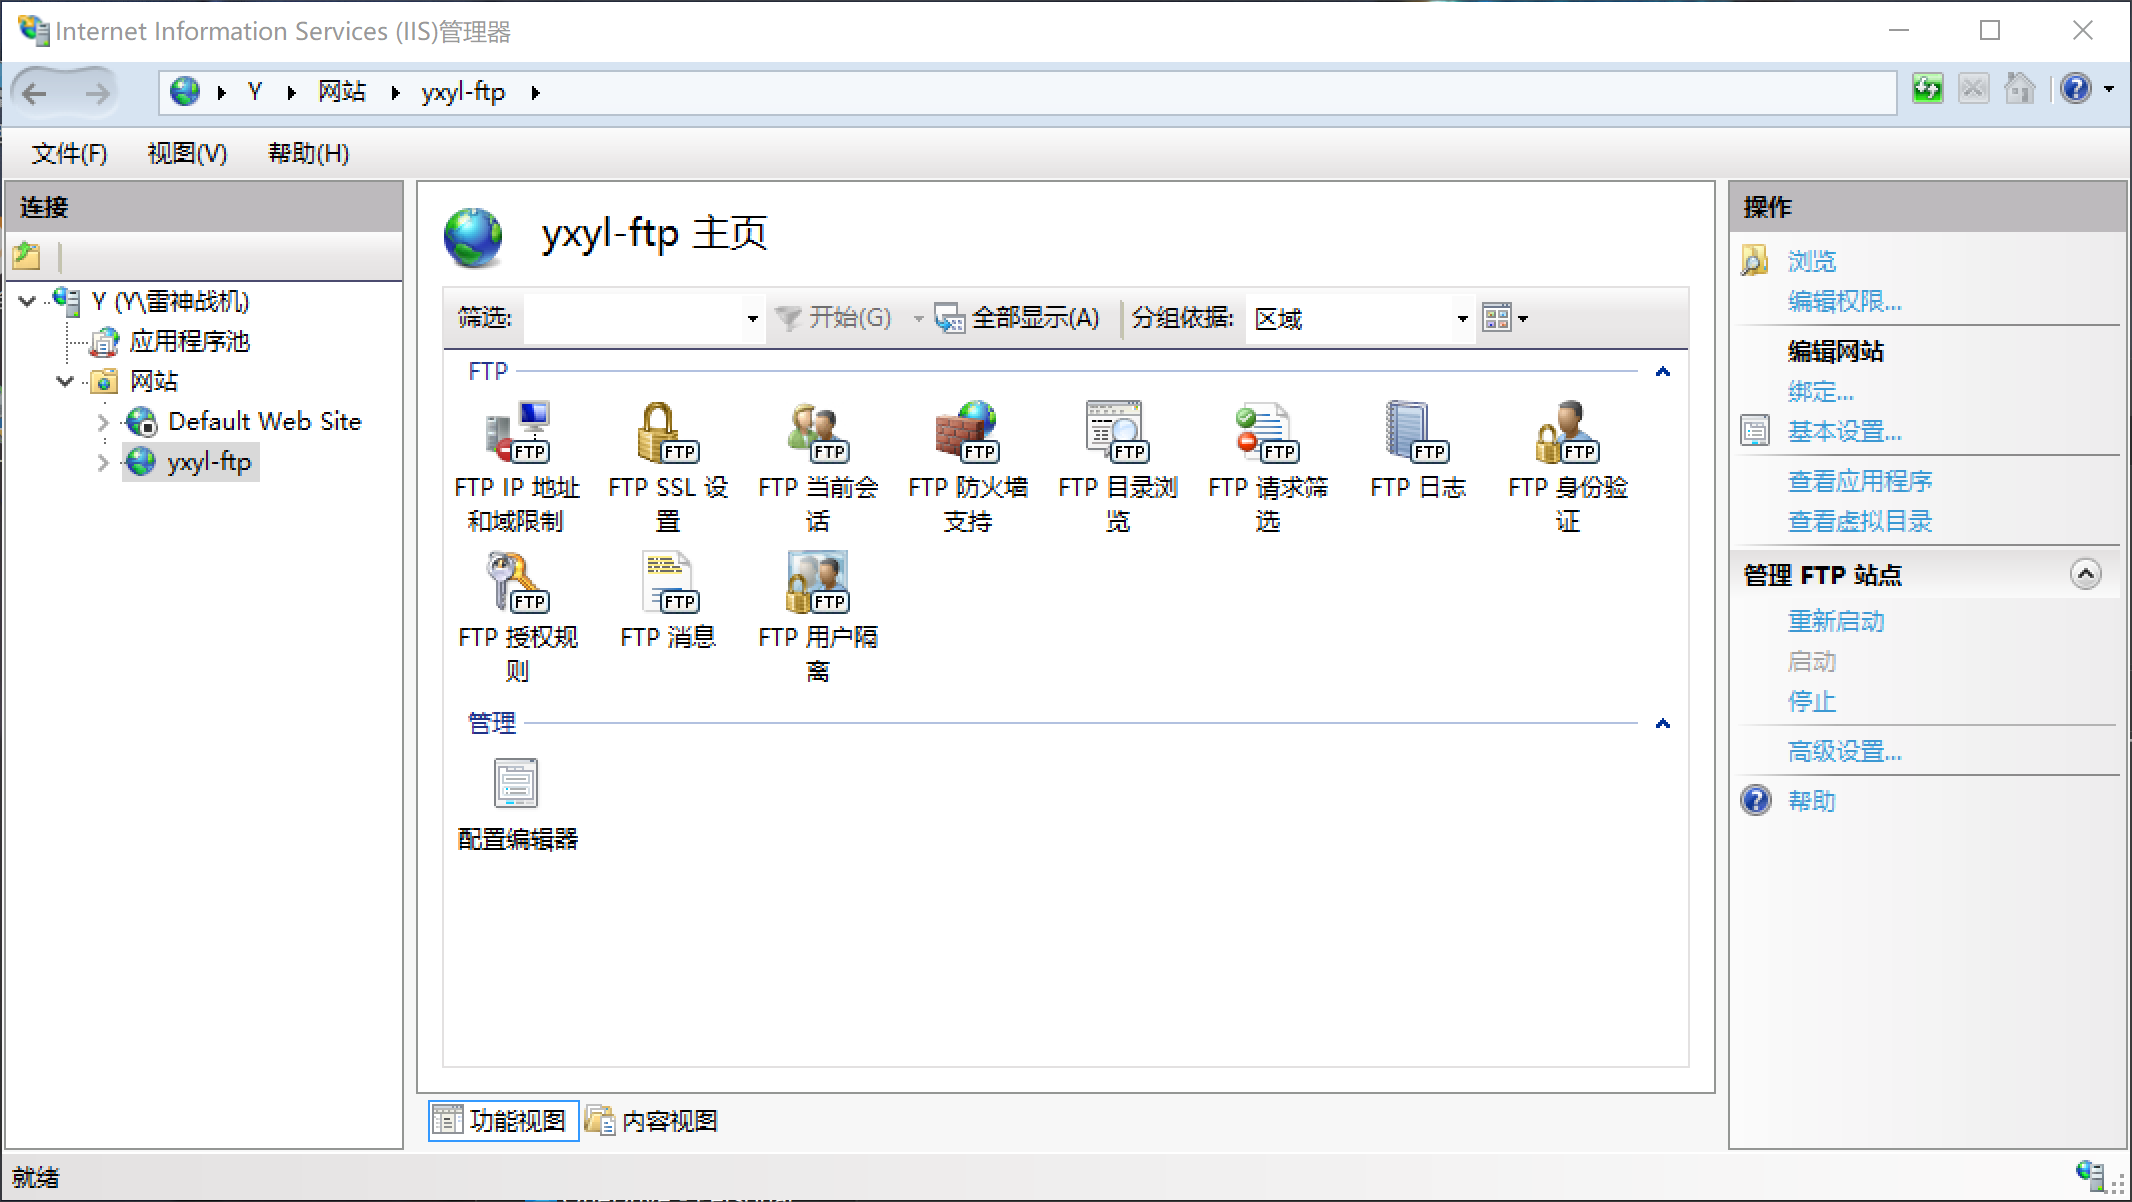 Internet Information Services (IIS)管理器
Y 网站 yxyl-ftp
文件(F) 视图(V) 帮助(H)
连接
Y (Y\雷神战机)
应用程序池
网站
Default Web Site
yxyl-ftp
yxyl-ftp 主页
筛选: 开始(G) 全部显示(A) 分组依据: 区域
FTP
FTP IP 地址
和域限制
FTP SSL 设
置
FTP 当前会
话
FTP 防火墙
支持
FTP 目录浏
览
FTP 请求筛
选
FTP 日志
FTP 身份验
证
FTP 授权规
则
FTP 消息
FTP 用户隔
离
管理
配置编辑器
功能视图 内容视图
操作
浏览
编辑权限...
编辑网站
绑定...
基本设置...
查看应用程序
查看虚拟目录
管理 FTP 站点
重新启动
启动
停止
高级设置...
帮助
就绪